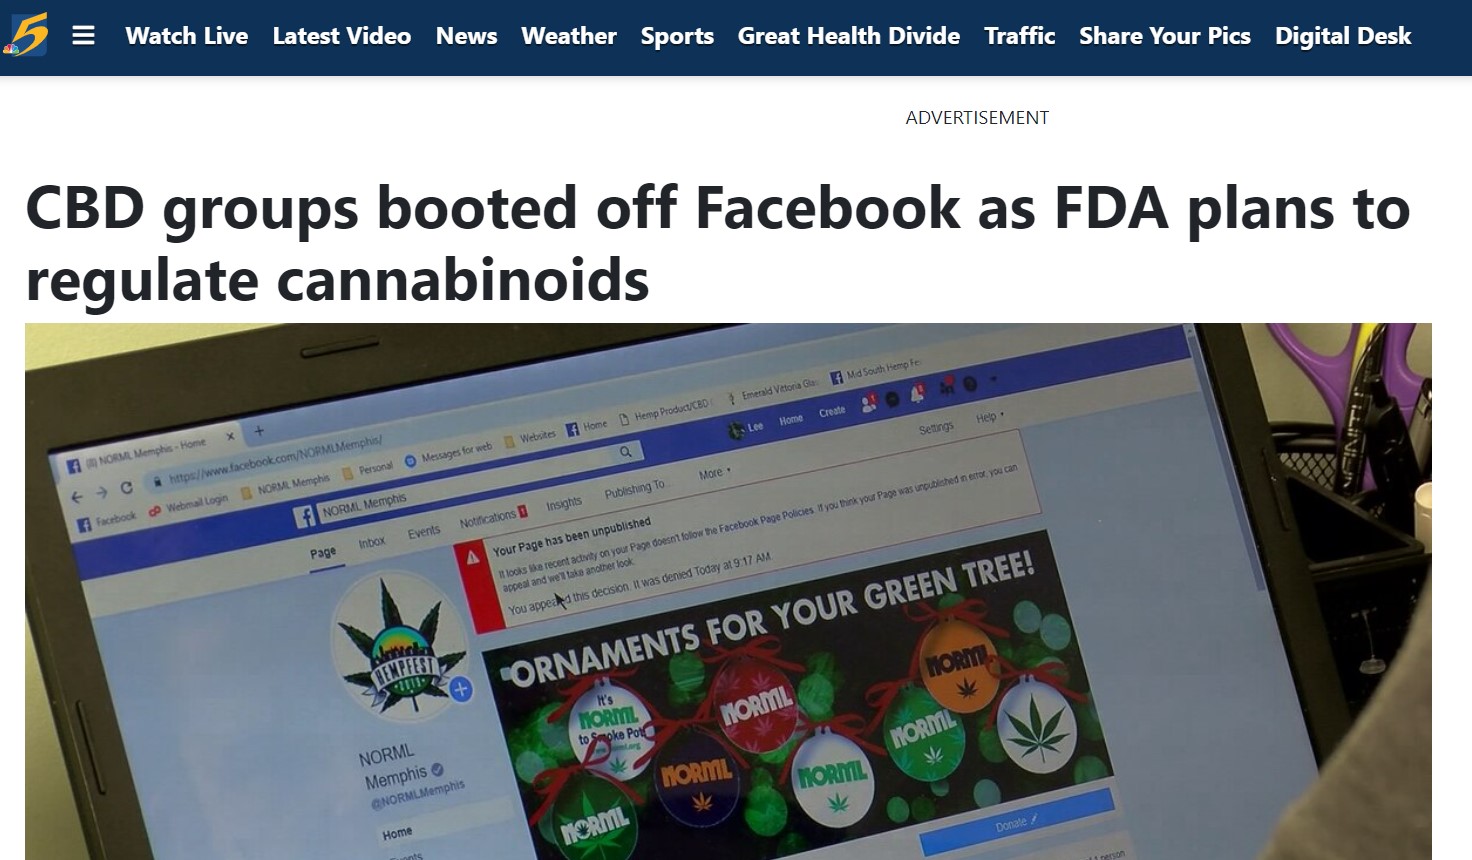 5
Watch Live Latest Video News Weather Sports Great Health Divide Traffic Share Your Pics Digital Desk
ADVERTISEMENT
CBD groups booted off Facebook as FDA plans to
regulate cannabinoids
NORML Memphis - Home
https://www.facebook.com/NORMLMemphis/
Facebook Webmail Login NORML Memphis Personal Messages for web Websites Home Hemp Product/CBD Emerald Vittoria Mid South Hemp
NORML Memphis
Lee Home Create
Page Inbox Events Notifications 1 Insights Publishing To More Settings Help
Your Page has been unpublished
It looks like recent activity on your Page doesn't follow the Facebook Page Policies. If you think your Page was unpublished in error, you can
appeal and we'll take another look.
You appealed this decision. It was denied Today at 9:17 AM.
ORNAMENTS FOR YOUR GREEN TREE!
It's
NORML
to Smoke Pot
NORML
NORML
NORML
NORML
NORML
NORML
HEMPFEST
2019
NORML
Memphis
@NORMLMemphis
Home
Donate
person